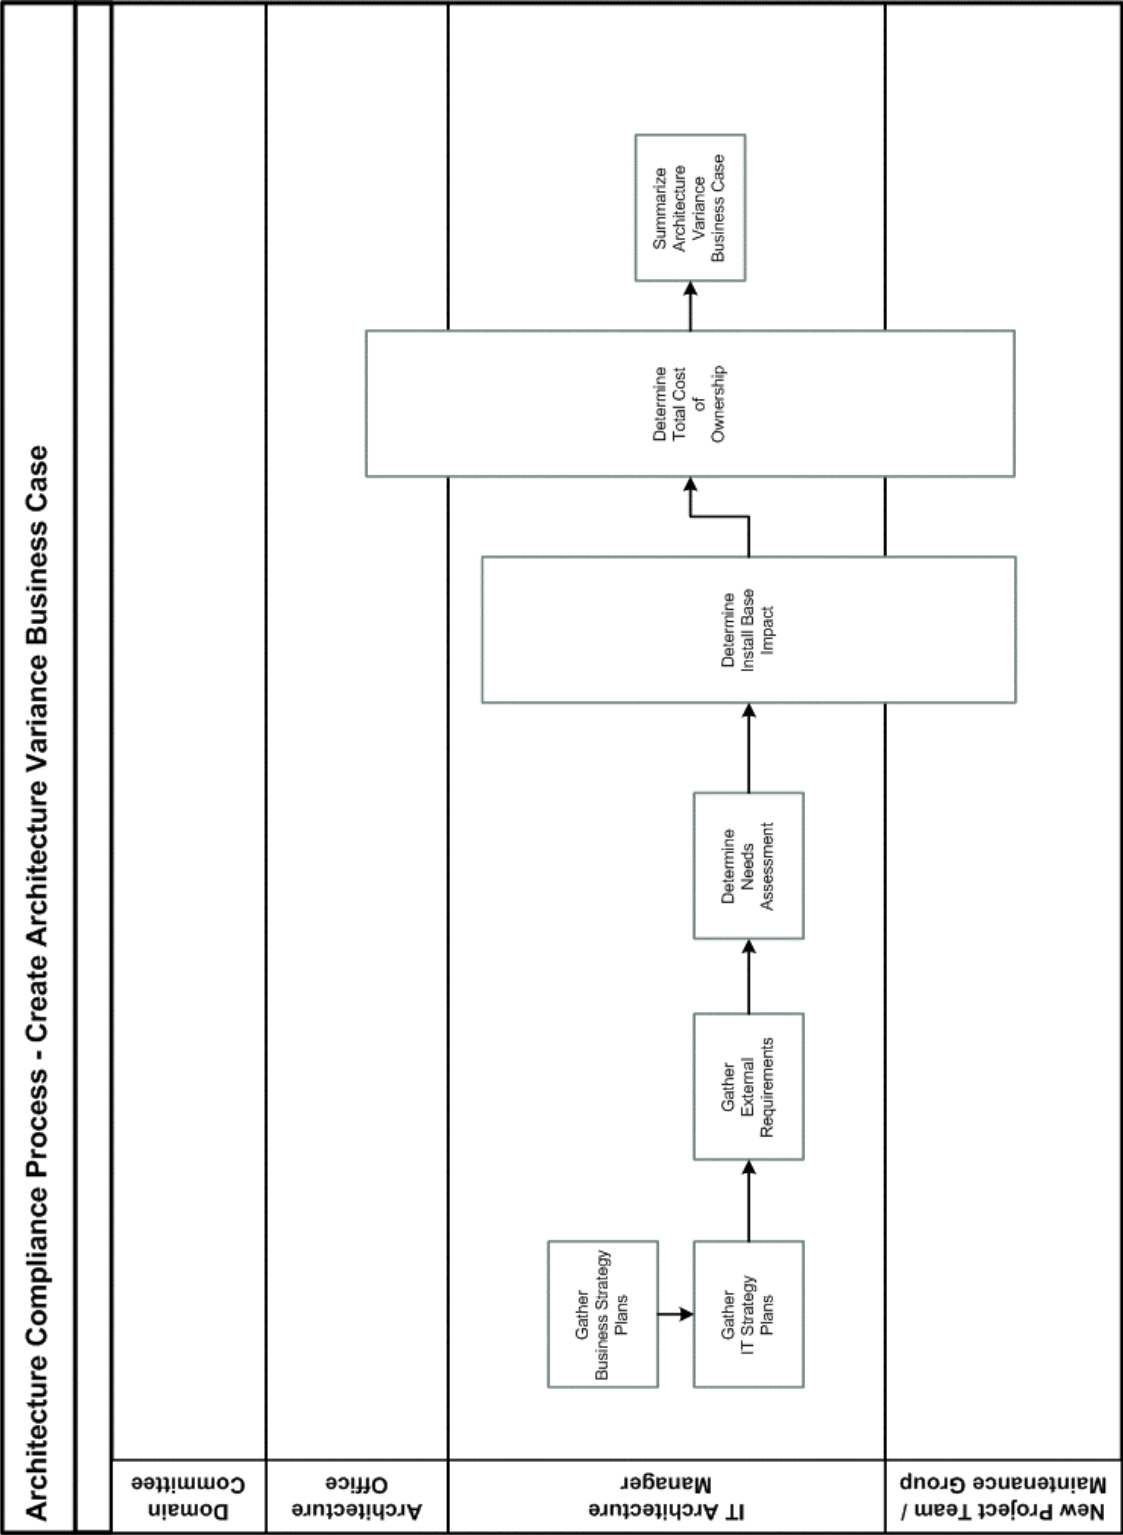 Architecture Compliance Process - Create Architecture Variance Business Case
Domain
Committee
Architecture
Office
IT Architecture
Manager
New Project Team /
Maintenance Group
Gather
Business Strategy
Plans
Gather
IT Strategy
Plans
Gather
External
Requirements
Determine
Needs
Assessment
Determine
Install Base
Impact
Determine
Total Cost
of
Ownership
Summarize
Architecture
Variance
Business Case